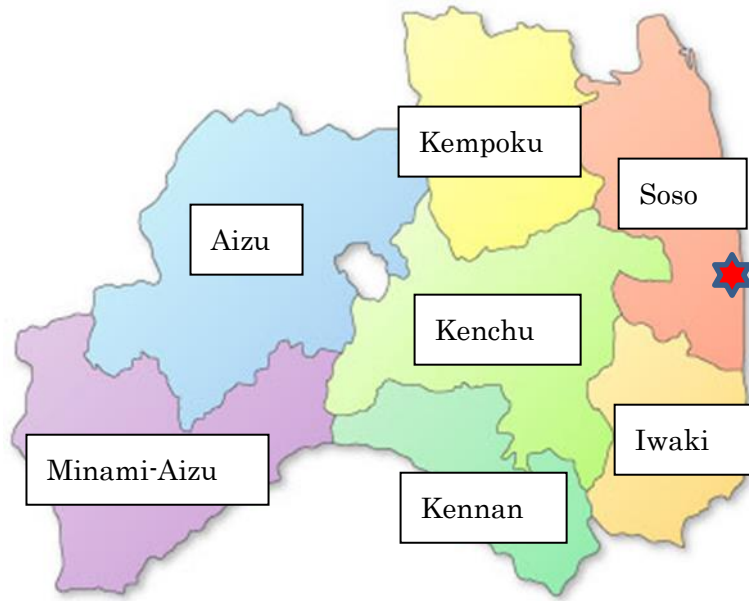 Kempoku
Soso
Aizu
Kenchu
Iwaki
Minami-Aizu
Kennan